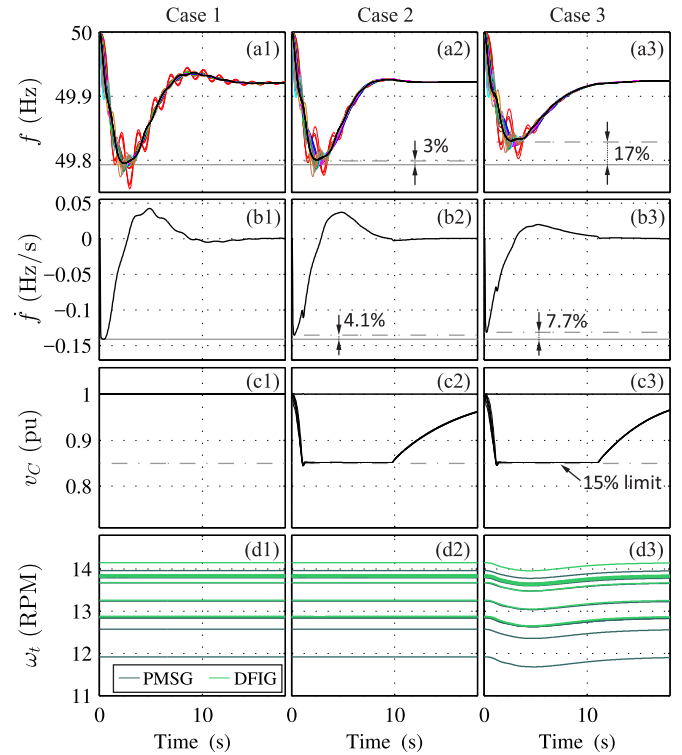 Case 1 Case 2 Case 3
50 (a1) (a2) (a3)
f (Hz)
49.9
3%
17%
49.8
0.05 (b1) (b2) (b3)
ḟ (Hz/s)
0
−0.05
−0.1
4.1% 7.7%
−0.15
(c1) (c2) (c3)
v_C (pu)
1
0.9
0.8
15% limit
(d1) (d2) (d3)
ω_t (RPM)
14
13
12
11
PMSG DFIG
0 10 0 10 0 10
Time (s) Time (s) Time (s)